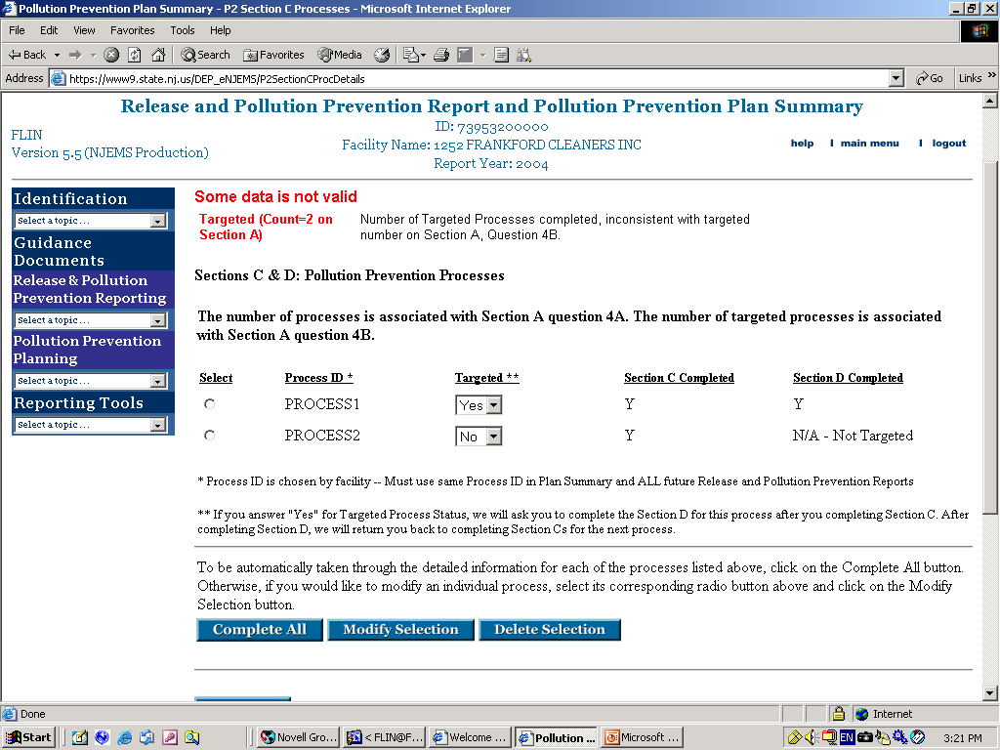 Pollution Prevention Plan Summary - P2 Section C Processes - Microsoft Internet Explorer
File Edit View Favorites Tools Help
Back Search Favorites Media
Address https://www9.state.nj.us/DEP_eNJEMS/P2SectionCProcDetails Go Links »
Release and Pollution Prevention Report and Pollution Prevention Plan Summary
ID: 73953200000
FLIN
Version 5.5 (NJEMS Production)
Facility Name: 1252 FRANKFORD CLEANERS INC
Report Year: 2004
help | main menu | logout
Identification
Select a topic...
Guidance
Documents
Release & Pollution
Prevention Reporting
Select a topic...
Pollution Prevention
Planning
Select a topic...
Reporting Tools
Select a topic...
Some data is not valid
Targeted (Count=2 on
Section A)
Number of Targeted Processes completed, inconsistent with targeted
number on Section A, Question 4B.
Sections C & D: Pollution Prevention Processes
The number of processes is associated with Section A question 4A. The number of targeted processes is associated
with Section A question 4B.
Select Process ID * Targeted ** Section C Completed Section D Completed
PROCESS1 Yes Y Y
PROCESS2 No Y N/A - Not Targeted
* Process ID is chosen by facility -- Must use same Process ID in Plan Summary and ALL future Release and Pollution Prevention Reports
** If you answer "Yes" for Targeted Process Status, we will ask you to complete the Section D for this process after you completing Section C. After
completing Section D, we will return you back to completing Section Cs for the next process.
To be automatically taken through the detailed information for each of the processes listed above, click on the Complete All button.
Otherwise, if you would like to modify an individual process, select its corresponding radio button above and click on the Modify
Selection button.
Complete All Modify Selection Delete Selection
Done Internet
Start Novell Gro... < FLIN@F... Welcome ... Pollution ... Microsoft ... EN 3:21 PM